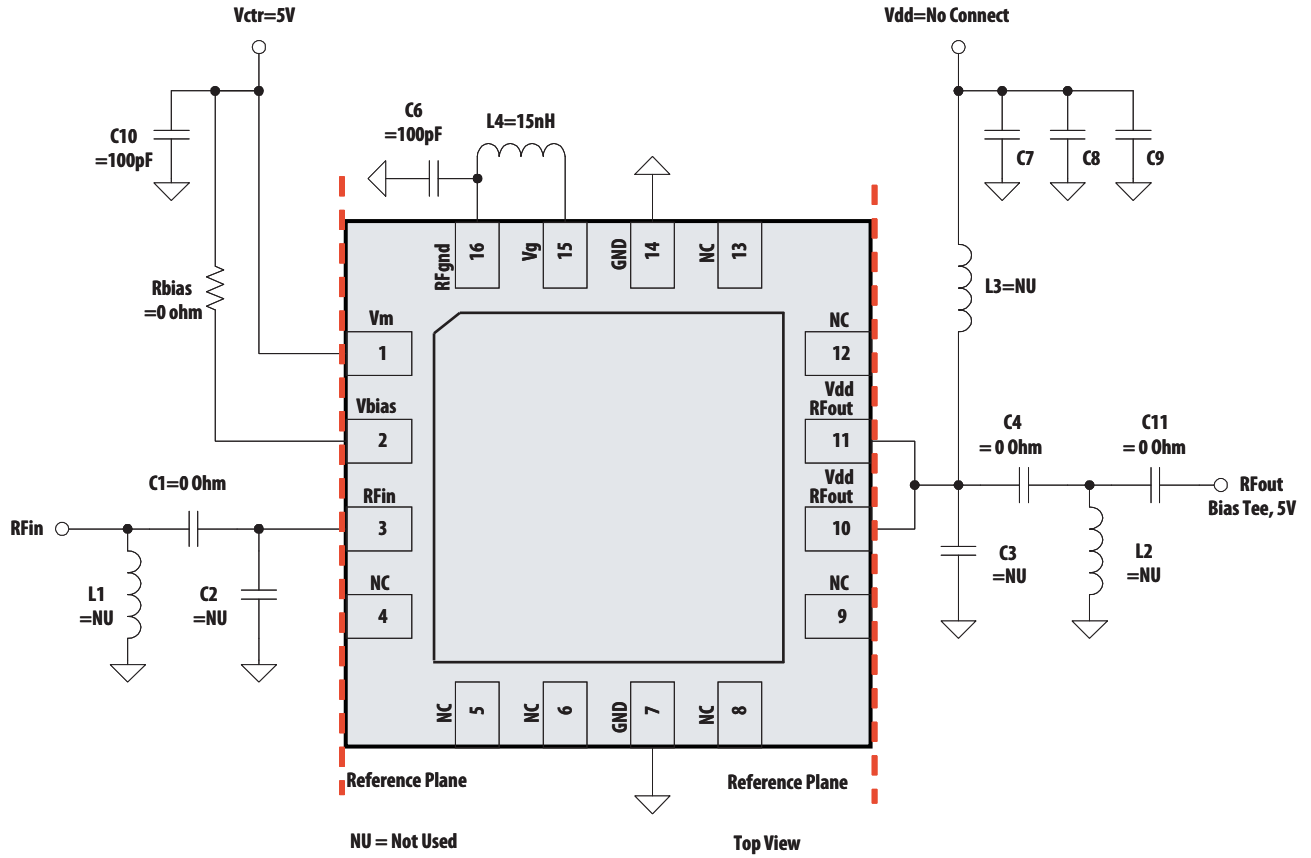 Vctr=5V
Vdd=No Connect
C10
=100pF
C6
=100pF
L4=15nH
C7
C8
C9
RFgnd
16
Vg
15
GND
14
NC
13
Rbias
=0 ohm
L3=NU
Vm
1
NC
12
Vbias
2
Vdd
RFout
11
C4
= 0 Ohm
C11
= 0 Ohm
C1=0 Ohm
RFin
RFin
3
Vdd
RFout
10
RFout
Bias Tee, 5V
L1
=NU
C2
=NU
NC
4
NC
9
C3
=NU
L2
=NU
NC
5
NC
6
GND
7
NC
8
Reference Plane
Reference Plane
NU = Not Used
Top View